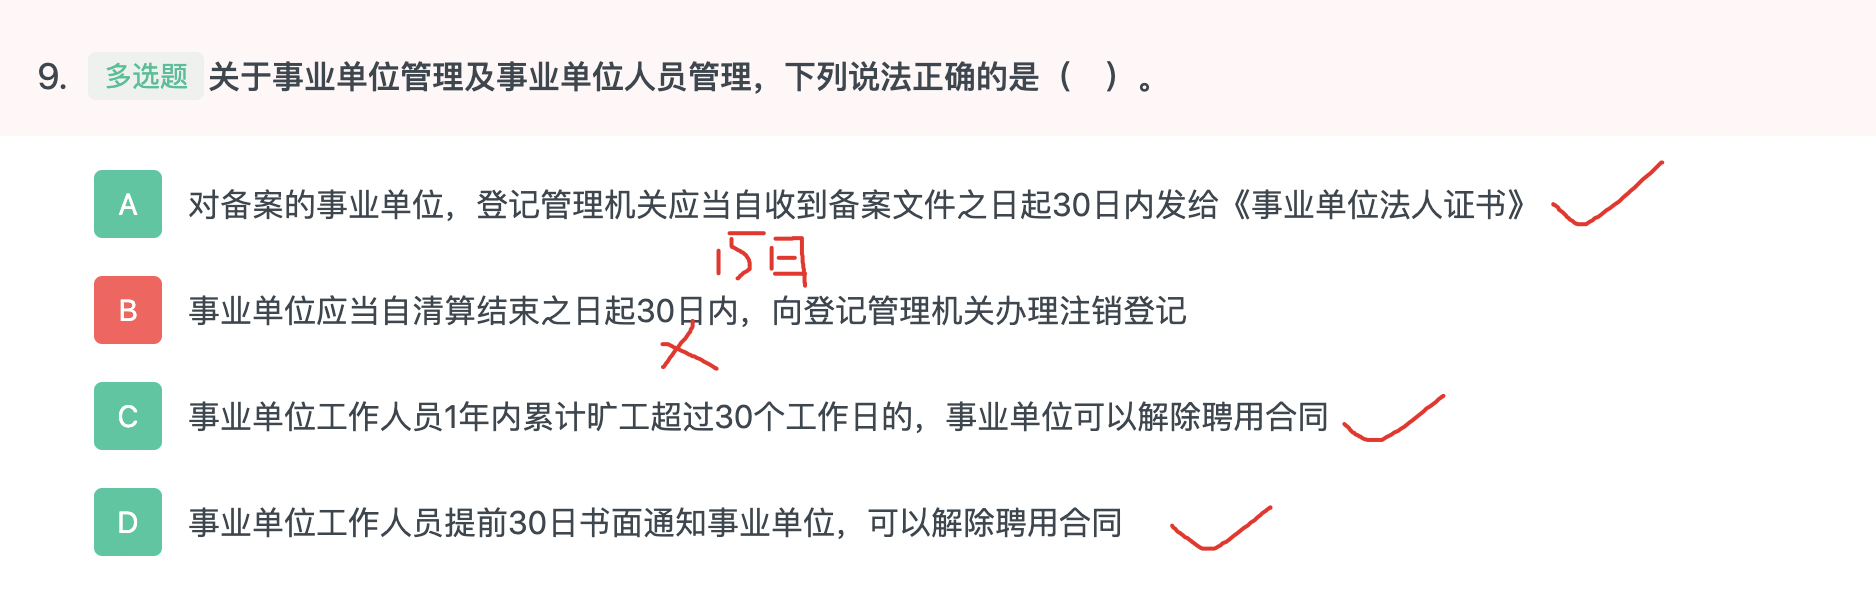 9. 多选题 关于事业单位管理及事业单位人员管理，下列说法正确的是（ ）。
A 对备案的事业单位，登记管理机关应当自收到备案文件之日起30日内发给《事业单位法人证书》
15日
B 事业单位应当自清算结束之日起30日内，向登记管理机关办理注销登记
C 事业单位工作人员1年内累计旷工超过30个工作日的，事业单位可以解除聘用合同
D 事业单位工作人员提前30日书面通知事业单位，可以解除聘用合同